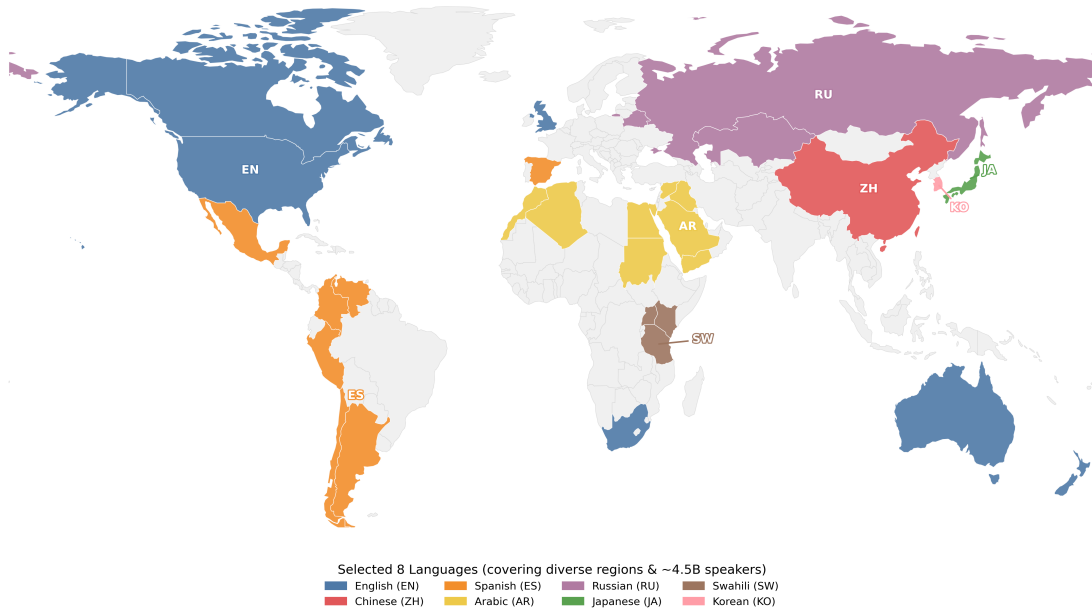 RU
EN
JA
ZH
KO
AR
SW
ES
Selected 8 Languages (covering diverse regions & ~4.5B speakers)
English (EN) Spanish (ES) Russian (RU) Swahili (SW)
Chinese (ZH) Arabic (AR) Japanese (JA) Korean (KO)